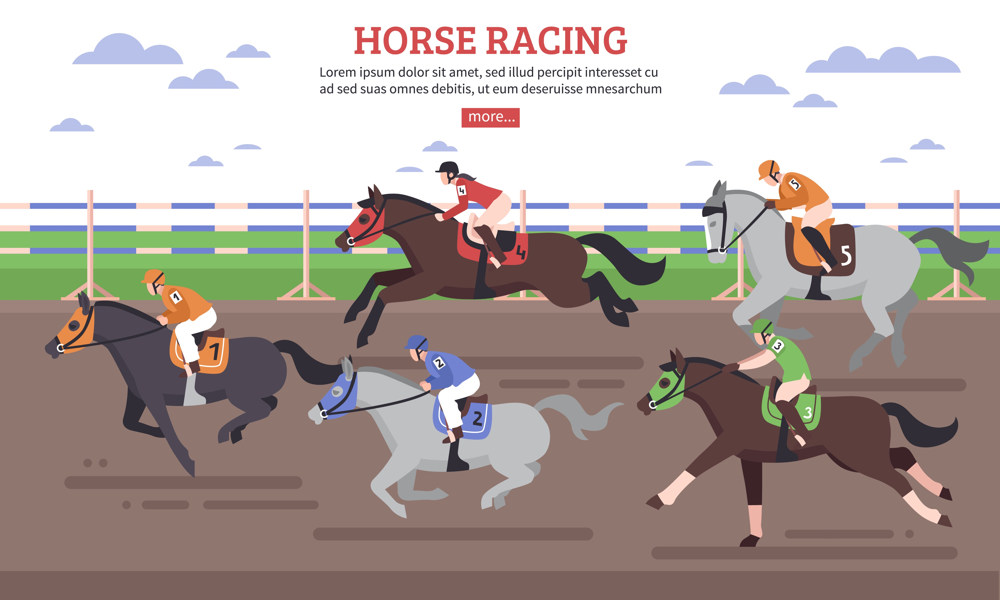 HORSE RACING
Lorem ipsum dolor sit amet, sed illud percipit interesset cu
ad sed suas omnes debitis, ut eum deseruisse mnesarchum
more...
4
5
4
5
1
3
1
2
3
2